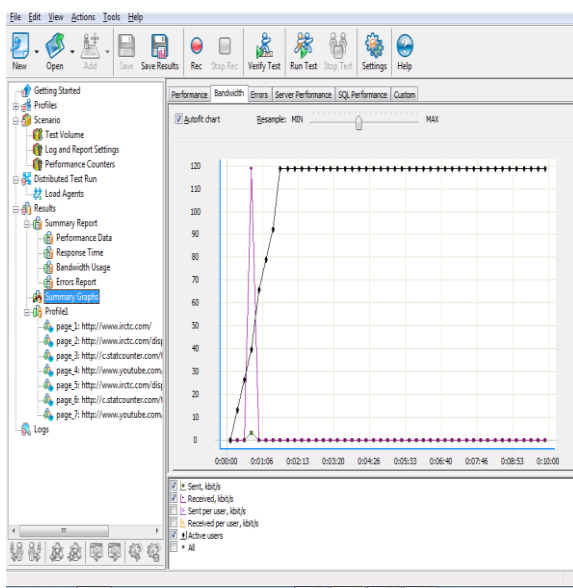 File Edit View Actions Tools Help
New Open Add Save Save Results Rec Stop Rec Verify Test Run Test Stop Test Settings Help
Getting Started
Profiles
Scenario
Test Volume
Log and Report Settings
Performance Counters
Distributed Test Run
Load Agents
Results
Summary Report
Performance Data
Response Time
Bandwidth Usage
Errors Report
Summary Graphs
Profile1
page_1: http://www.irctc.com/
page_2: http://www.irctc.com/disp
page_3: http://c.statcounter.com/t
page_4: http://www.youtube.com,
page_5: http://www.irctc.com/disp
page_6: http://c.statcounter.com/t
page_7: http://www.youtube.com,
Logs
Performance Bandwidth Errors Server Performance SQL Performance Custom
Autofit chart Resample: MIN MAX
120
110
100
90
80
70
60
50
40
30
20
10
0
0:00:00 0:01:06 0:02:13 0:03:20 0:04:26 0:05:33 0:06:40 0:07:46 0:08:53 0:10:00
Sent, kbit/s
Received, kbit/s
Sent per user, kbit/s
Received per user, kbit/s
Active users
All